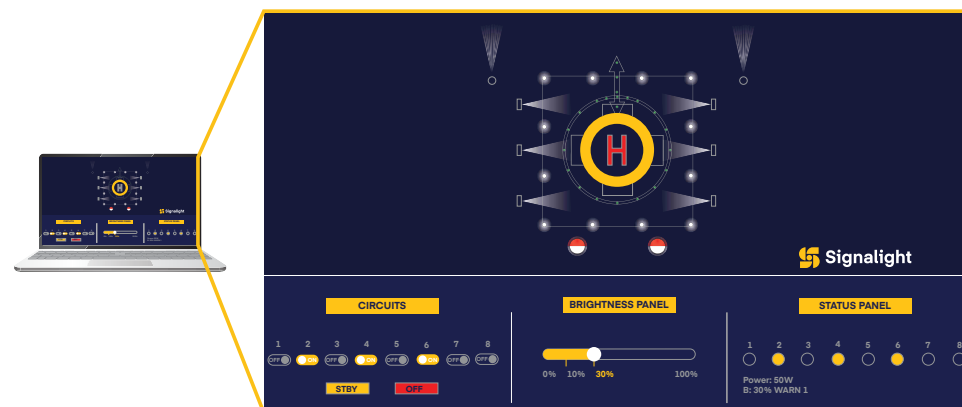 H
Signalight
CIRCUITS
1 2 3 4 5 6 7 8
OFF ON OFF ON OFF ON OFF OFF
STBY OFF
BRIGHTNESS PANEL
0% 10% 30% 100%
STATUS PANEL
1 2 3 4 5 6 7 8
Power: 50W
B: 30% WARN 1
H
Signalight